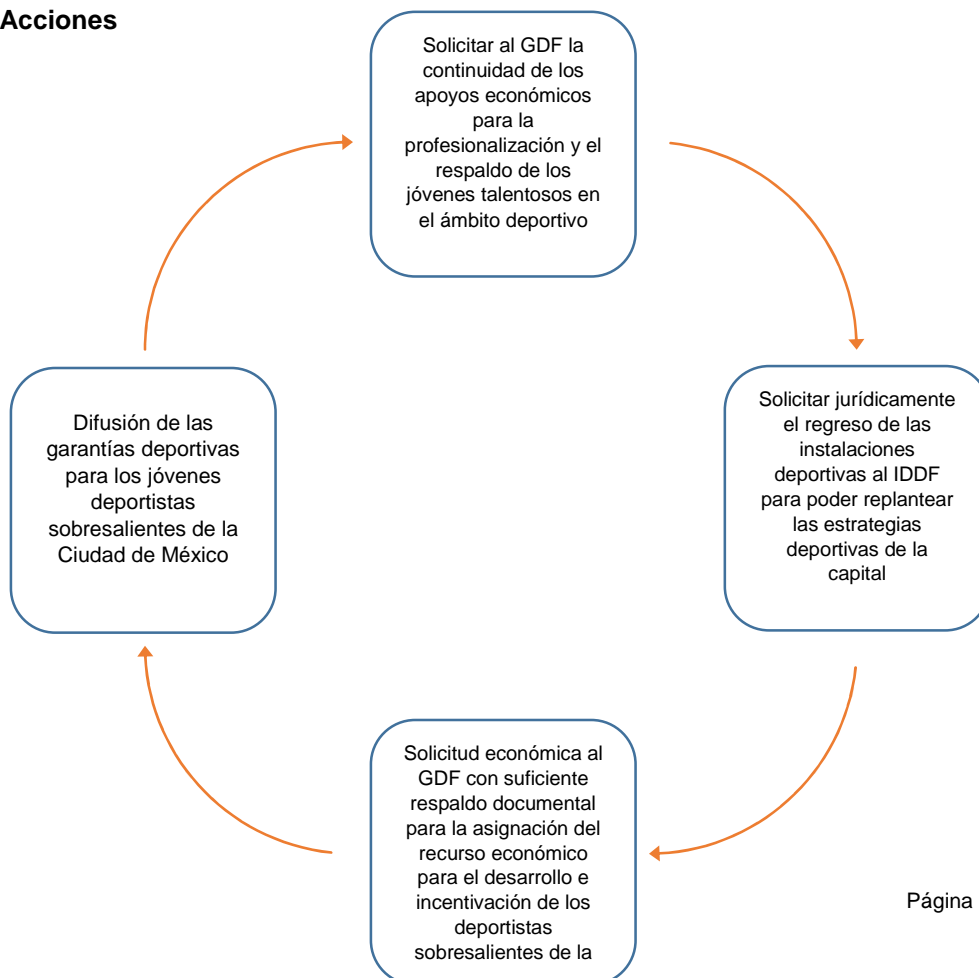 Acciones
Solicitar al GDF la
continuidad de los
apoyos económicos
para la
profesionalización y el
respaldo de los
jóvenes talentosos en
el ámbito deportivo
Solicitar jurídicamente
el regreso de las
instalaciones
deportivas al IDDF
para poder replantear
las estrategias
deportivas de la
capital
Solicitud económica al
GDF con suficiente
respaldo documental
para la asignación del
recurso económico
para el desarrollo e
incentivación de los
deportistas
sobresalientes de la
Difusión de las
garantías deportivas
para los jóvenes
deportistas
sobresalientes de la
Ciudad de México
Página